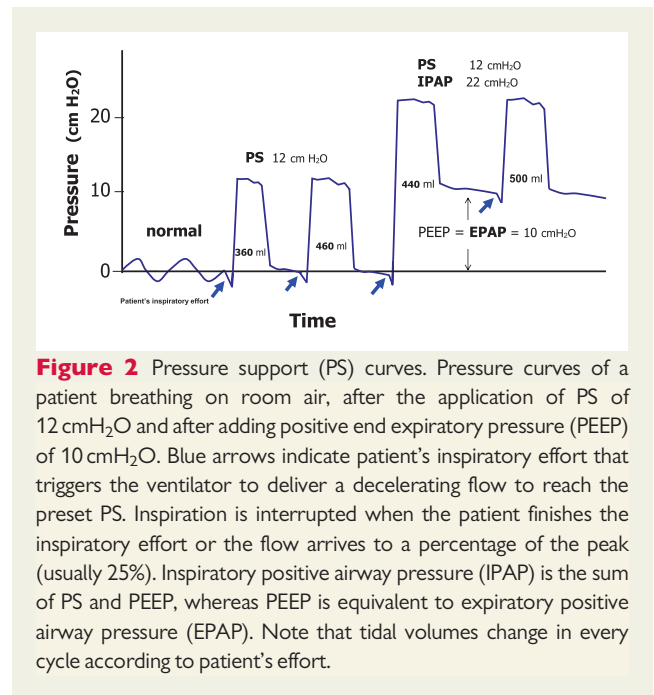 PS 12 cmH₂O
IPAP 22 cmH₂O
Pressure (cm H₂O)
20
PS 12 cm H₂O
10
440 ml
500 ml
normal
PEEP = EPAP = 10 cmH₂O
360 ml
460 ml
0
Patient's inspiratory effort
Time
Figure 2 Pressure support (PS) curves. Pressure curves of a
patient breathing on room air, after the application of PS of
12 cmH₂O and after adding positive end expiratory pressure (PEEP)
of 10 cmH₂O. Blue arrows indicate patient's inspiratory effort that
triggers the ventilator to deliver a decelerating flow to reach the
preset PS. Inspiration is interrupted when the patient finishes the
inspiratory effort or the flow arrives to a percentage of the peak
(usually 25%). Inspiratory positive airway pressure (IPAP) is the sum
of PS and PEEP, whereas PEEP is equivalent to expiratory positive
airway pressure (EPAP). Note that tidal volumes change in every
cycle according to patient's effort.